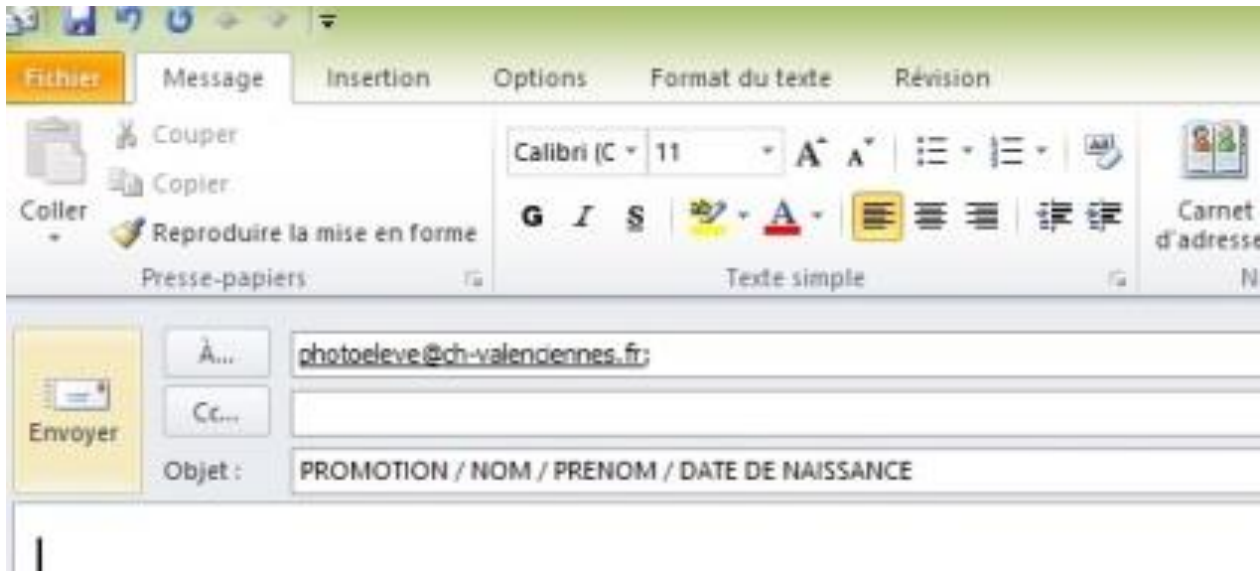 Fichier Message Insertion Options Format du texte Révision
Couper
Copier
Reproduire la mise en forme
Coller
Presse-papiers
Calibri (C 11 A A
G I S A
Texte simple
Carnet
d'adresse
N
À...
photoeleve@ch-valenciennes.fr;
Cc...
Envoyer
Objet :
PROMOTION / NOM / PRENOM / DATE DE NAISSANCE